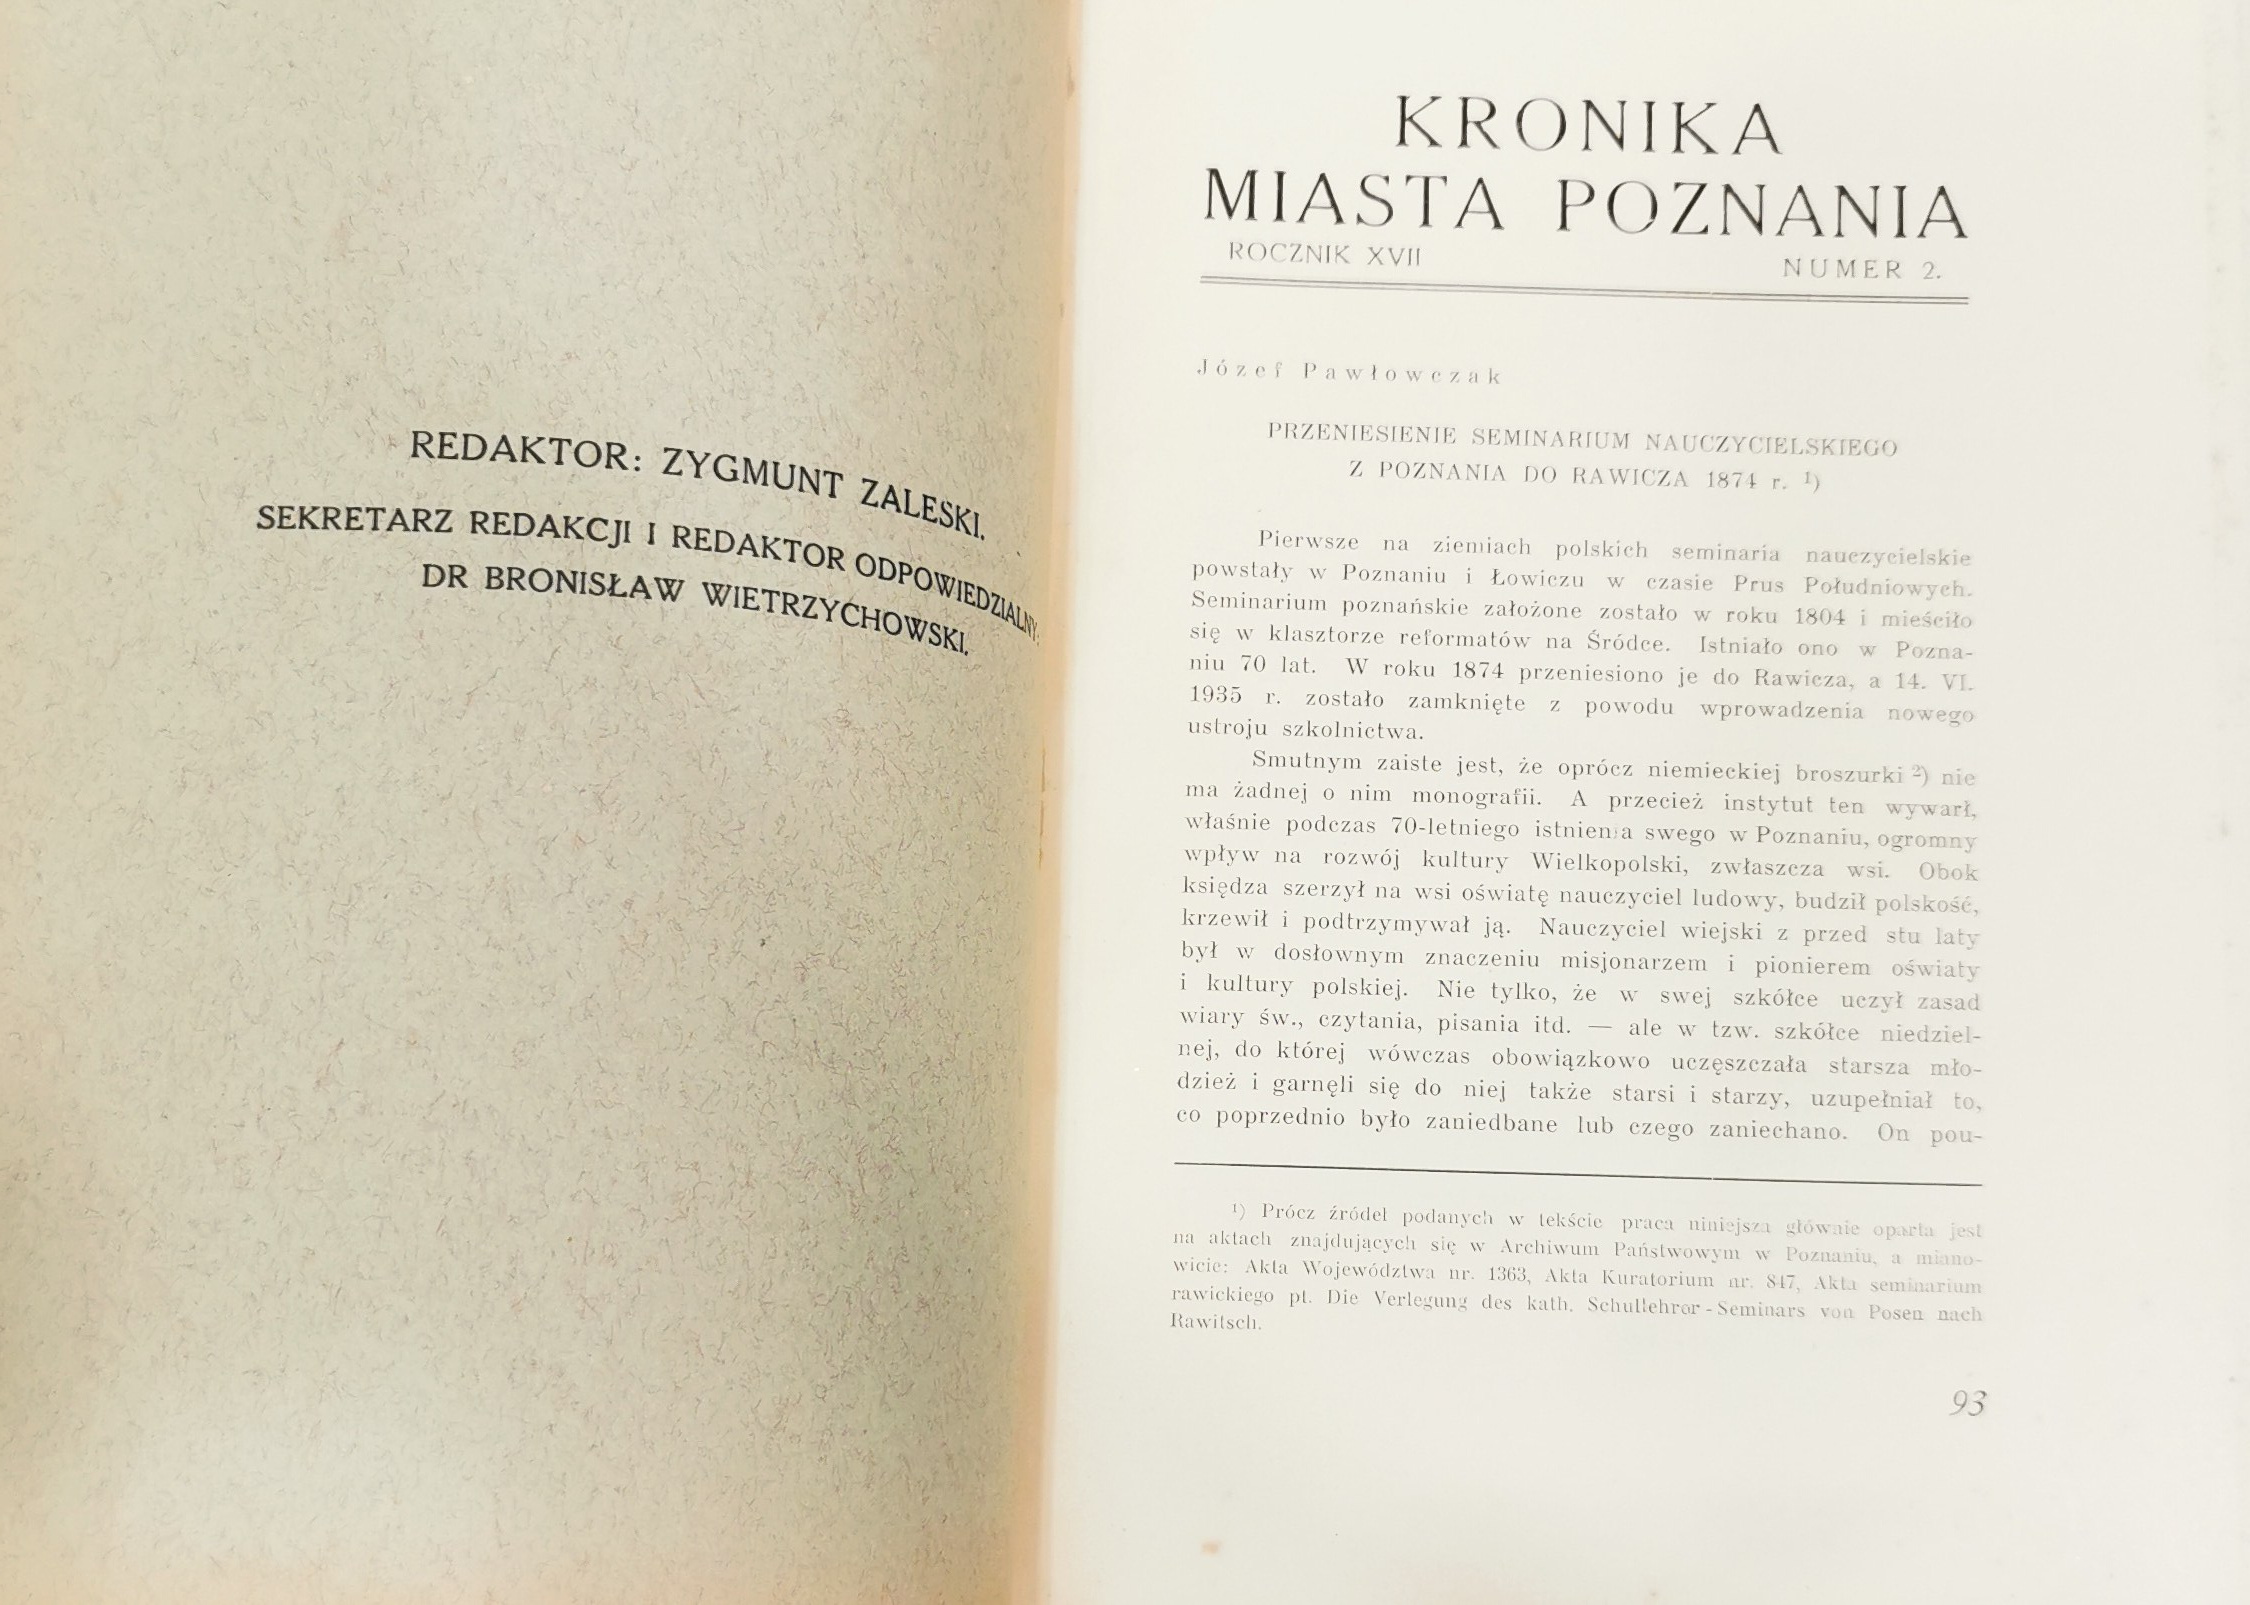 REDAKTOR: ZYGMUNT ZALESKI.
SEKRETARZ REDAKCJI I REDAKTOR ODPOWIEDZIALNY:
DR BRONISŁAW WIETRZYCHOWSKI.
KRONIKA
MIASTA POZNANIA
ROCZNIK XVII NUMER 2.
Józef Pawłowczak
PRZENIESIENIE SEMINARIUM NAUCZYCIELSKIEGO
Z POZNANIA DO RAWICZA 1874 r. ¹)
Pierwsze na ziemiach polskich seminaria nauczycielskie
powstały w Poznaniu i Łowiczu w czasie Prus Południowych.
Seminarium poznańskie założone zostało w roku 1804 i mieściło
się w klasztorze reformatów na Śródce. Istniało ono w Pozna-
niu 70 lat. W roku 1874 przeniesiono je do Rawicza, a 14. VI.
1935 r. zostało zamknięte z powodu wprowadzenia nowego
ustroju szkolnictwa.
Smutnym zaiste jest, że oprócz niemieckiej broszurki ²) nie
ma żadnej o nim monografii. A przecież instytut ten wywarł,
właśnie podczas 70-letniego istnienia swego w Poznaniu, ogromny
wpływ na rozwój kultury Wielkopolski, zwłaszcza wsi. Obok
księdza szerzył na wsi oświatę nauczyciel ludowy, budził polskość,
krzewił i podtrzymywał ją. Nauczyciel wiejski z przed stu laty
był w dosłownym znaczeniu misjonarzem i pionierem oświaty
i kultury polskiej. Nie tylko, że w swej szkółce uczył zasad
wiary św., czytania, pisania itd. — ale w tzw. szkółce niedziel-
nej, do której wówczas obowiązkowo uczęszczała starsza mło-
dzież i garnęli się do niej także starsi i starzy, uzupełniał to,
co poprzednio było zaniedbane lub czego zaniechano. On pou-
¹) Prócz źródeł podanych w tekście praca niniejsza głównie oparta jest
na aktach znajdujących się w Archiwum Państwowym w Poznaniu, a miano-
wicie: Akta Województwa nr. 1363, Akta Kuratorium nr. 847, Akta seminarium
rawickiego pt. Die Verlegung des kath. Schullehrer-Seminars von Posen nach
Rawitsch.
93